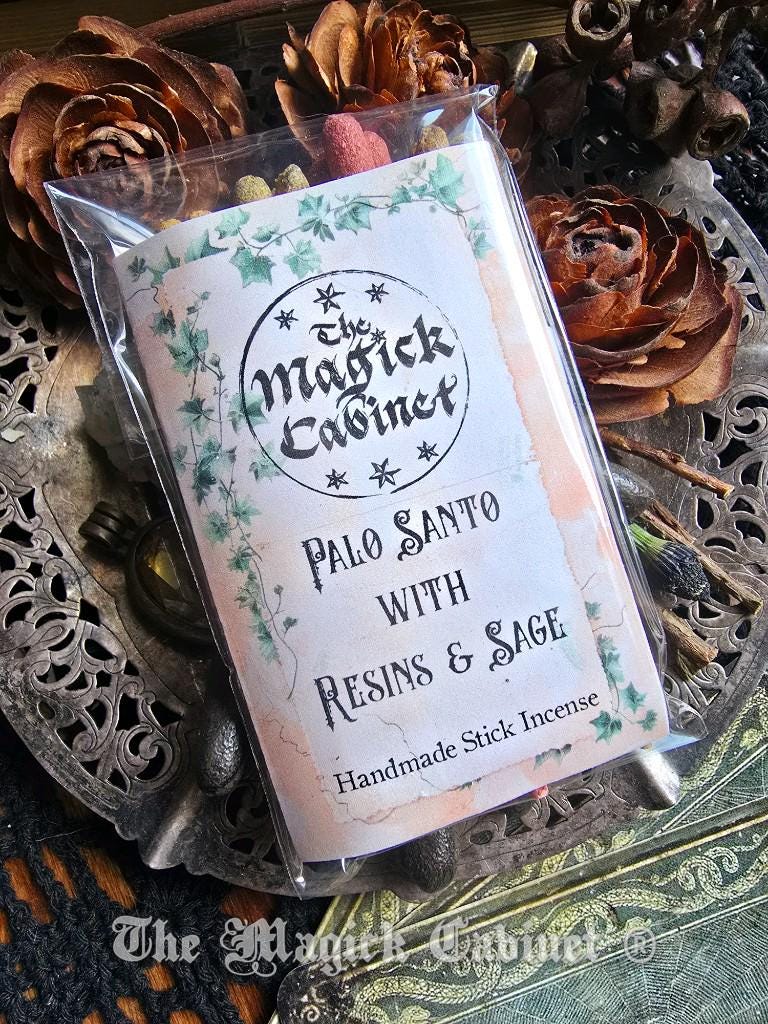 The
Magick
Cabinet
Palo Santo
with
Resins & Sage
Handmade Stick Incense
The Magick Cabinet ®